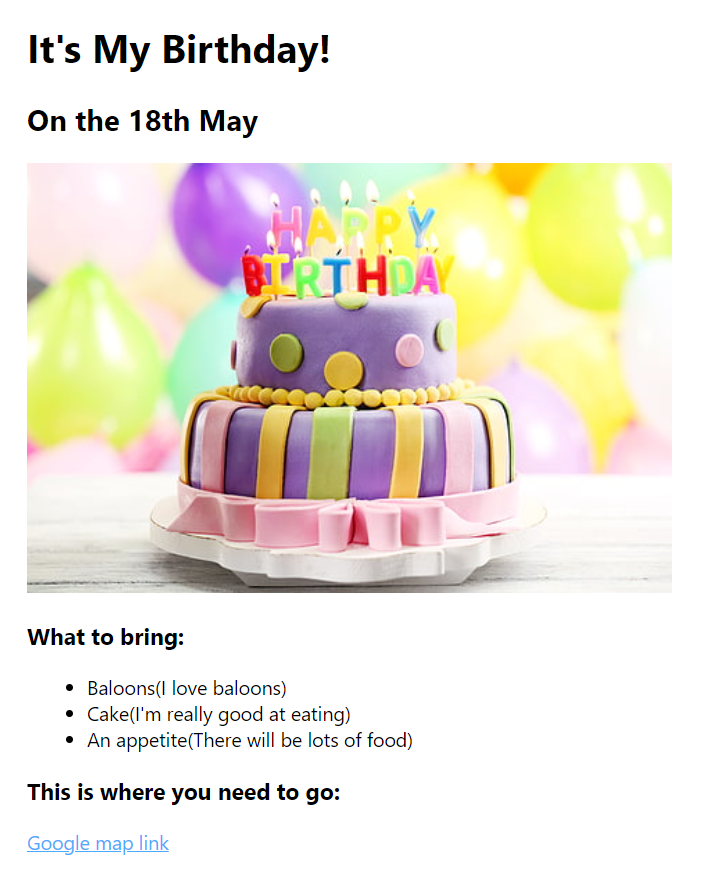 It's My Birthday!
On the 18th May
HAPPY
BIRTHDAY
What to bring:
Baloons(I love baloons)
Cake(I'm really good at eating)
An appetite(There will be lots of food)
This is where you need to go:
Google map link